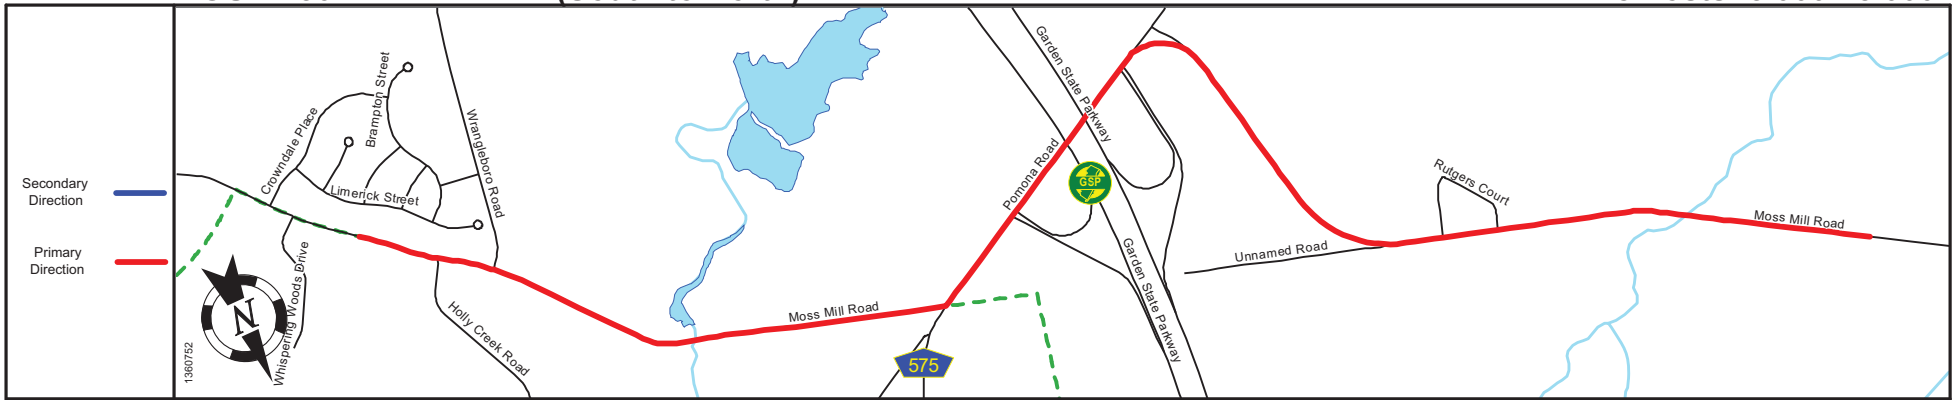 Secondary
Direction
Primary
Direction
1360752
N
Whispering Woods Drive
Crowndale Place
Brampton Street
Limerick Street
Wrangleboro Road
Holly Creek Road
Moss Mill Road
575
Pomona Road
Garden State Parkway
GSP
Garden State Parkway
Unnamed Road
Rutgers Court
Moss Mill Road